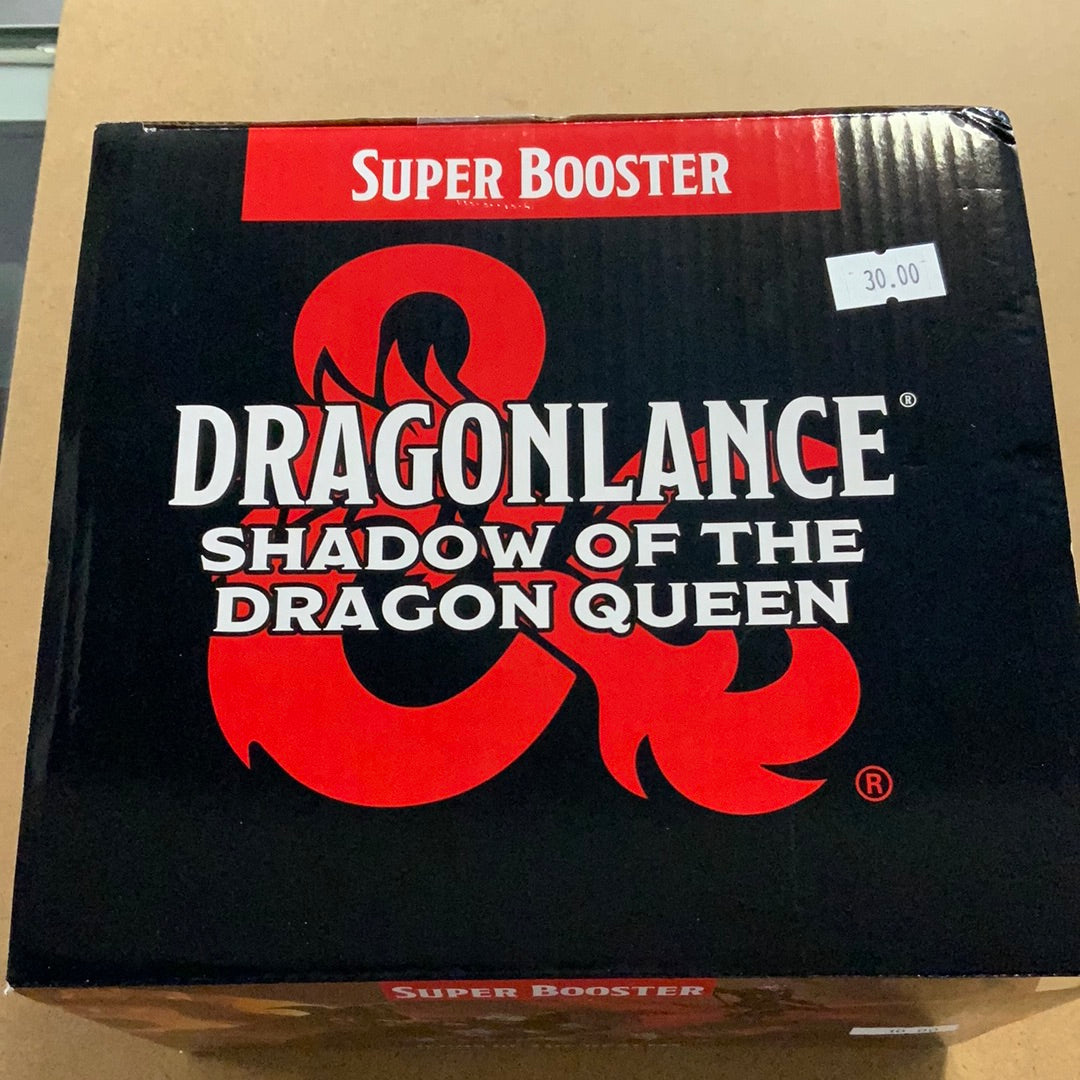 SUPER BOOSTER
30.00
DRAGONLANCE®
SHADOW OF THE
DRAGON QUEEN
®
SUPER BOOSTER